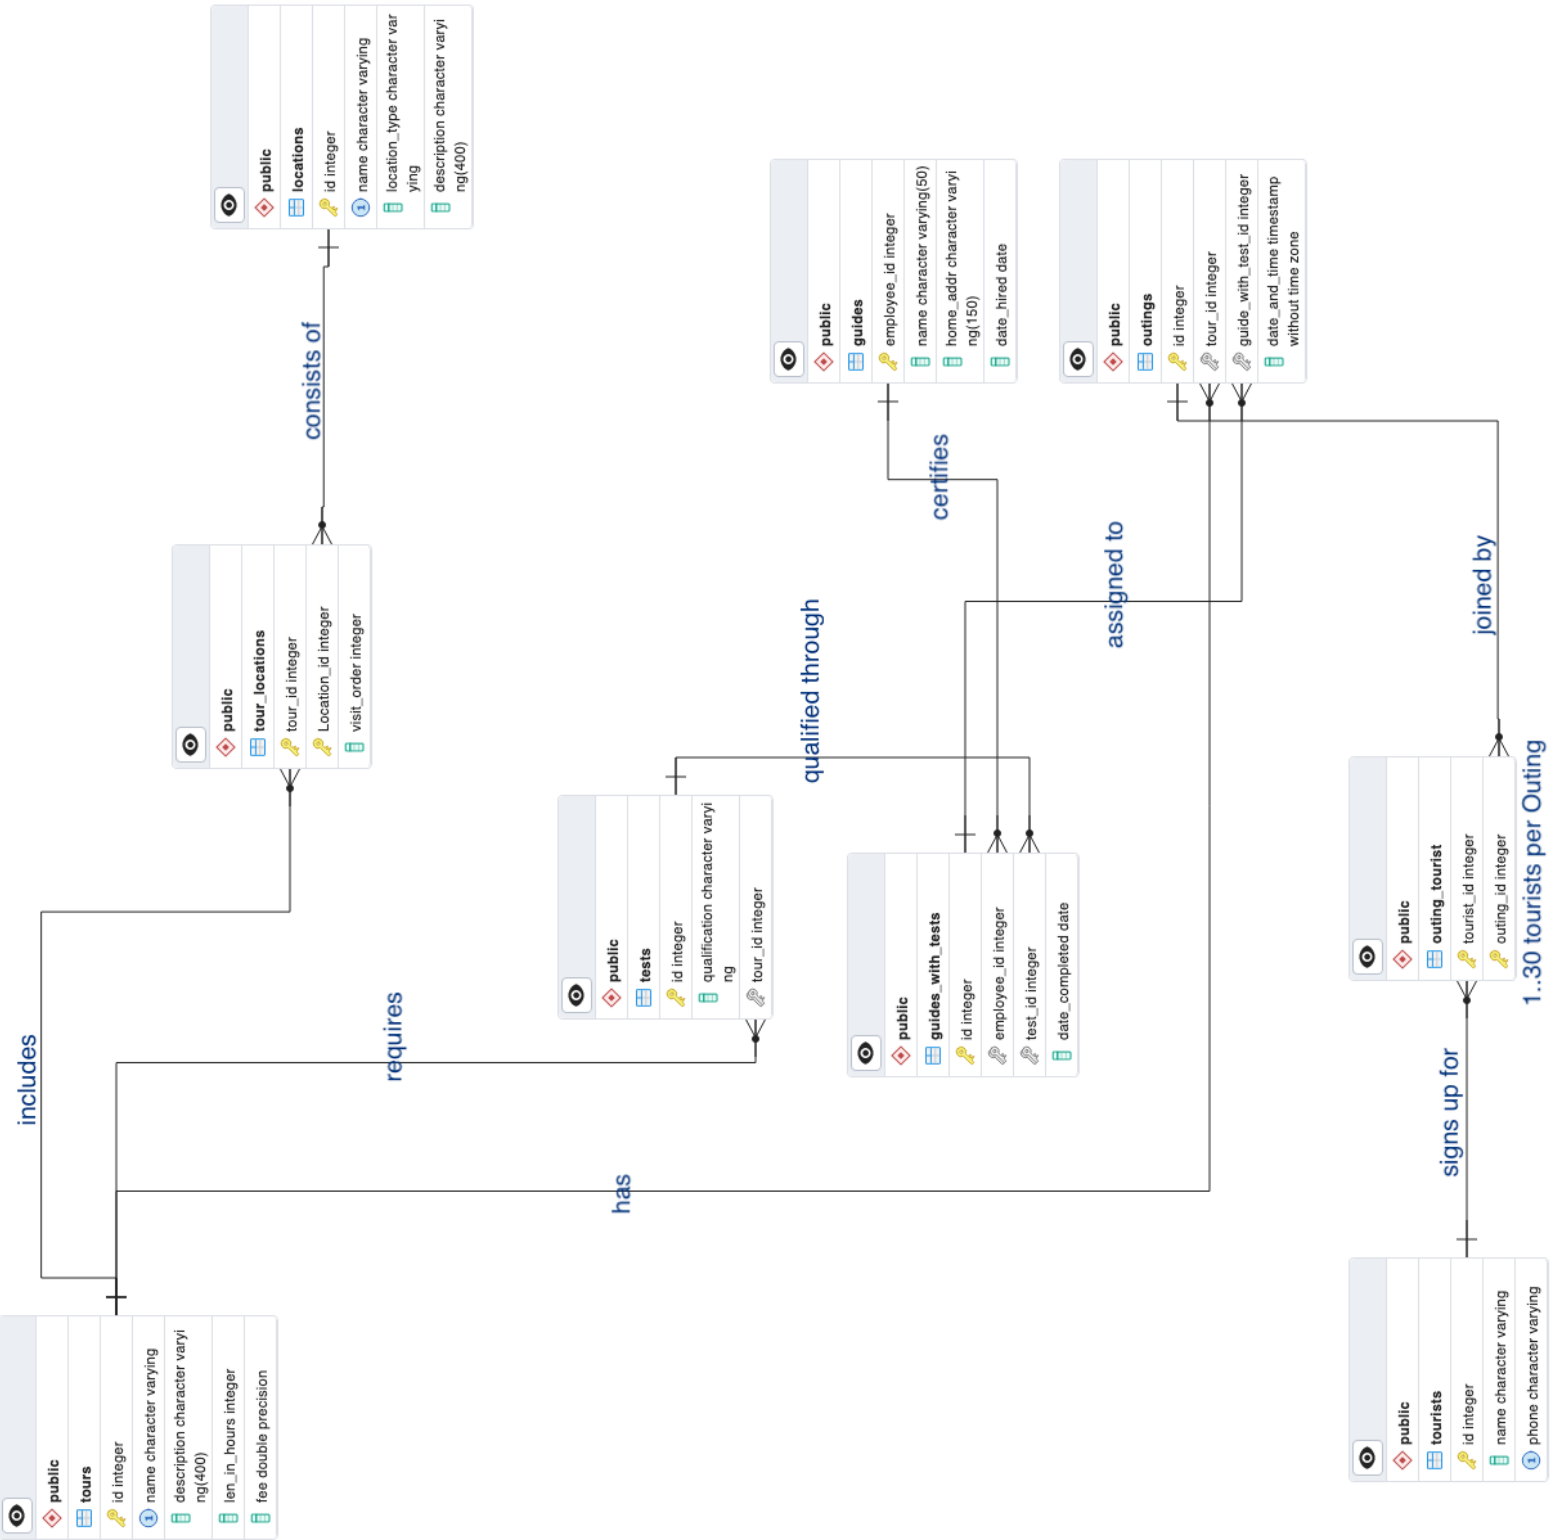 public
locations
id integer
name character varying
location_type character var
ying
description character varyi
ng(400)
consists of
public
tour_locations
tour_id integer
Location_id integer
visit_order integer
includes
public
tours
id integer
name character varying
description character varyi
ng(400)
len_in_hours integer
fee double precision
requires
has
public
tests
id integer
qualification character varyi
ng
tour_id integer
qualified through
public
guides
employee_id integer
name character varying(50)
home_addr character varyi
ng(150)
date_hired date
certifies
public
guides_with_tests
id integer
employee_id integer
test_id integer
date_completed date
assigned to
public
outings
id integer
tour_id integer
guide_with_test_id integer
date_and_time timestamp
without time zone
joined by
public
outing_tourist
tourist_id integer
outing_id integer
1..30 tourists per Outing
signs up for
public
tourists
id integer
name character varying
phone character varying